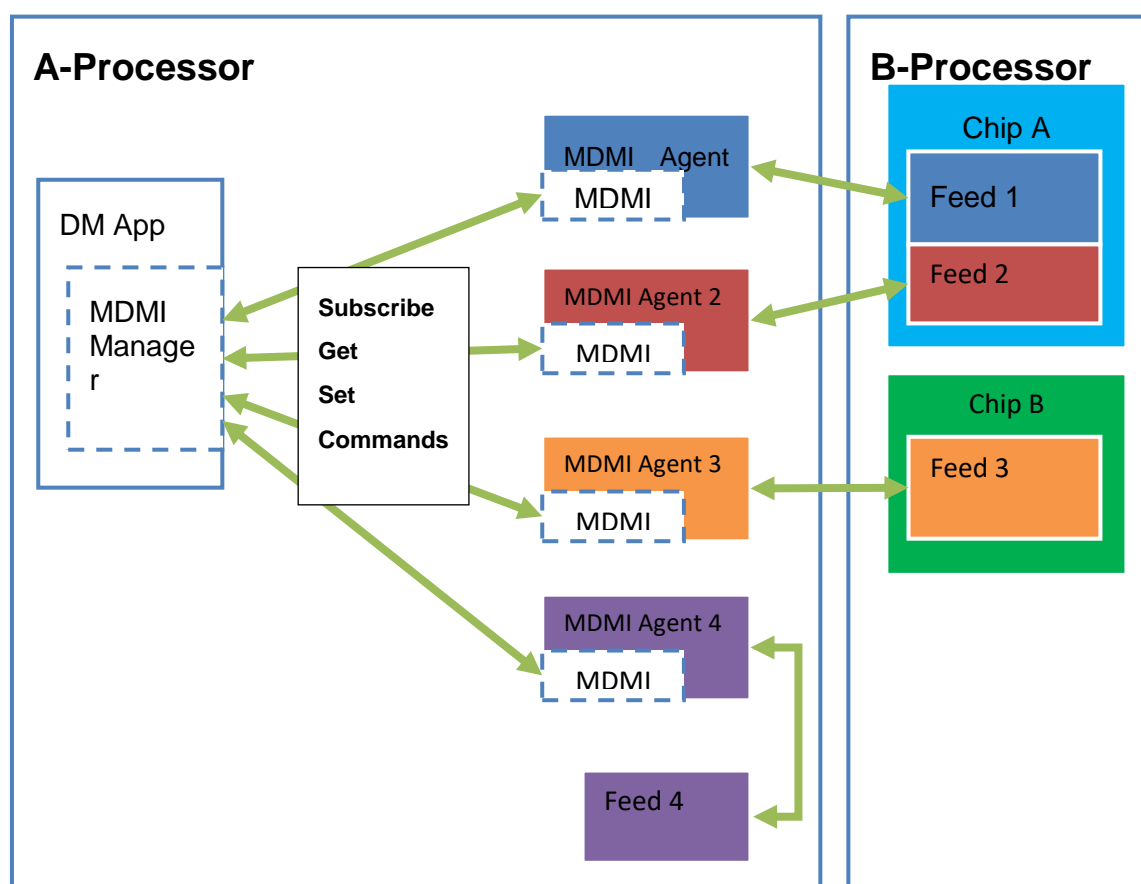 A-Processor
B-Processor
DM App
MDMI
Manage
r
Subscribe
Get
Set
Commands
MDMI Agent
MDMI
MDMI Agent 2
MDMI
MDMI Agent 3
MDMI
MDMI Agent 4
MDMI
Feed 4
Chip A
Feed 1
Feed 2
Chip B
Feed 3